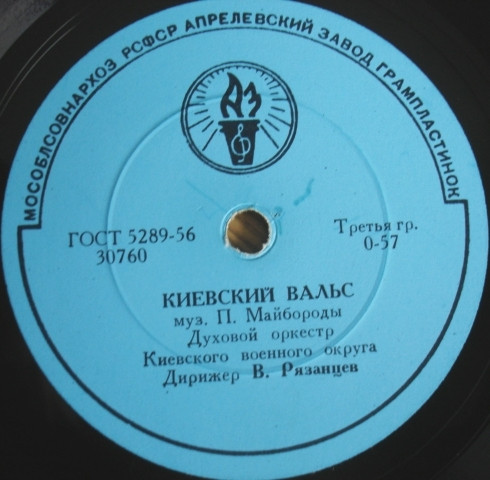 МОСОБЛСОВНАРХОЗ РСФСР АПРЕЛЕВСКИЙ ЗАВОД ГРАМПЛАСТИНОК
АЗ
ГОСТ 5289-56
30760
Третья гр.
0-57
КИЕВСКИЙ ВАЛЬС
муз. П. Майбороды
Духовой оркестр
Киевского военного округа
Дирижер В. Рязанцев